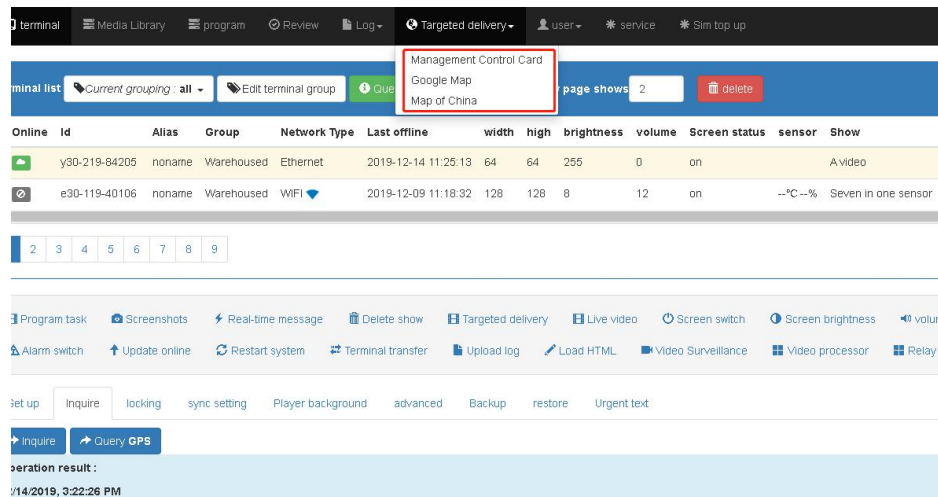 terminal Media Library program Review Log Targeted delivery user service Sim top up
Management Control Card
Google Map
Map of China
minal list Current grouping : all Edit terminal group Que page shows 2 delete
Online Id Alias Group Network Type Last offline width high brightness volume Screen status sensor Show
y30-219-84205 noname Warehoused Ethernet 2019-12-14 11:25:13 64 64 255 0 on A video
e30-119-40106 noname Warehoused WIFI 2019-12-09 11:18:32 128 128 8 12 on --°C --% Seven in one sensor
2 3 4 5 6 7 8 9
Program task Screenshots Real-time message Delete show Targeted delivery Live video Screen switch Screen brightness volu
Alarm switch Update online Restart system Terminal transfer Upload log Load HTML Video Surveillance Video processor Relay
Set up Inquire locking sync setting Player background advanced Backup restore Urgent text
Inquire Query GPS
peration result :
/14/2019, 3:22:26 PM